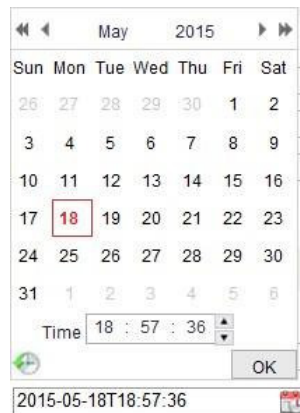 May 2015
Sun Mon Tue Wed Thu Fri Sat
26 27 28 29 30 1 2
3 4 5 6 7 8 9
10 11 12 13 14 15 16
17 18 19 20 21 22 23
24 25 26 27 28 29 30
31 1 2 3 4 5 6
Time 18 : 57 : 36
OK
2015-05-18T18:57:36